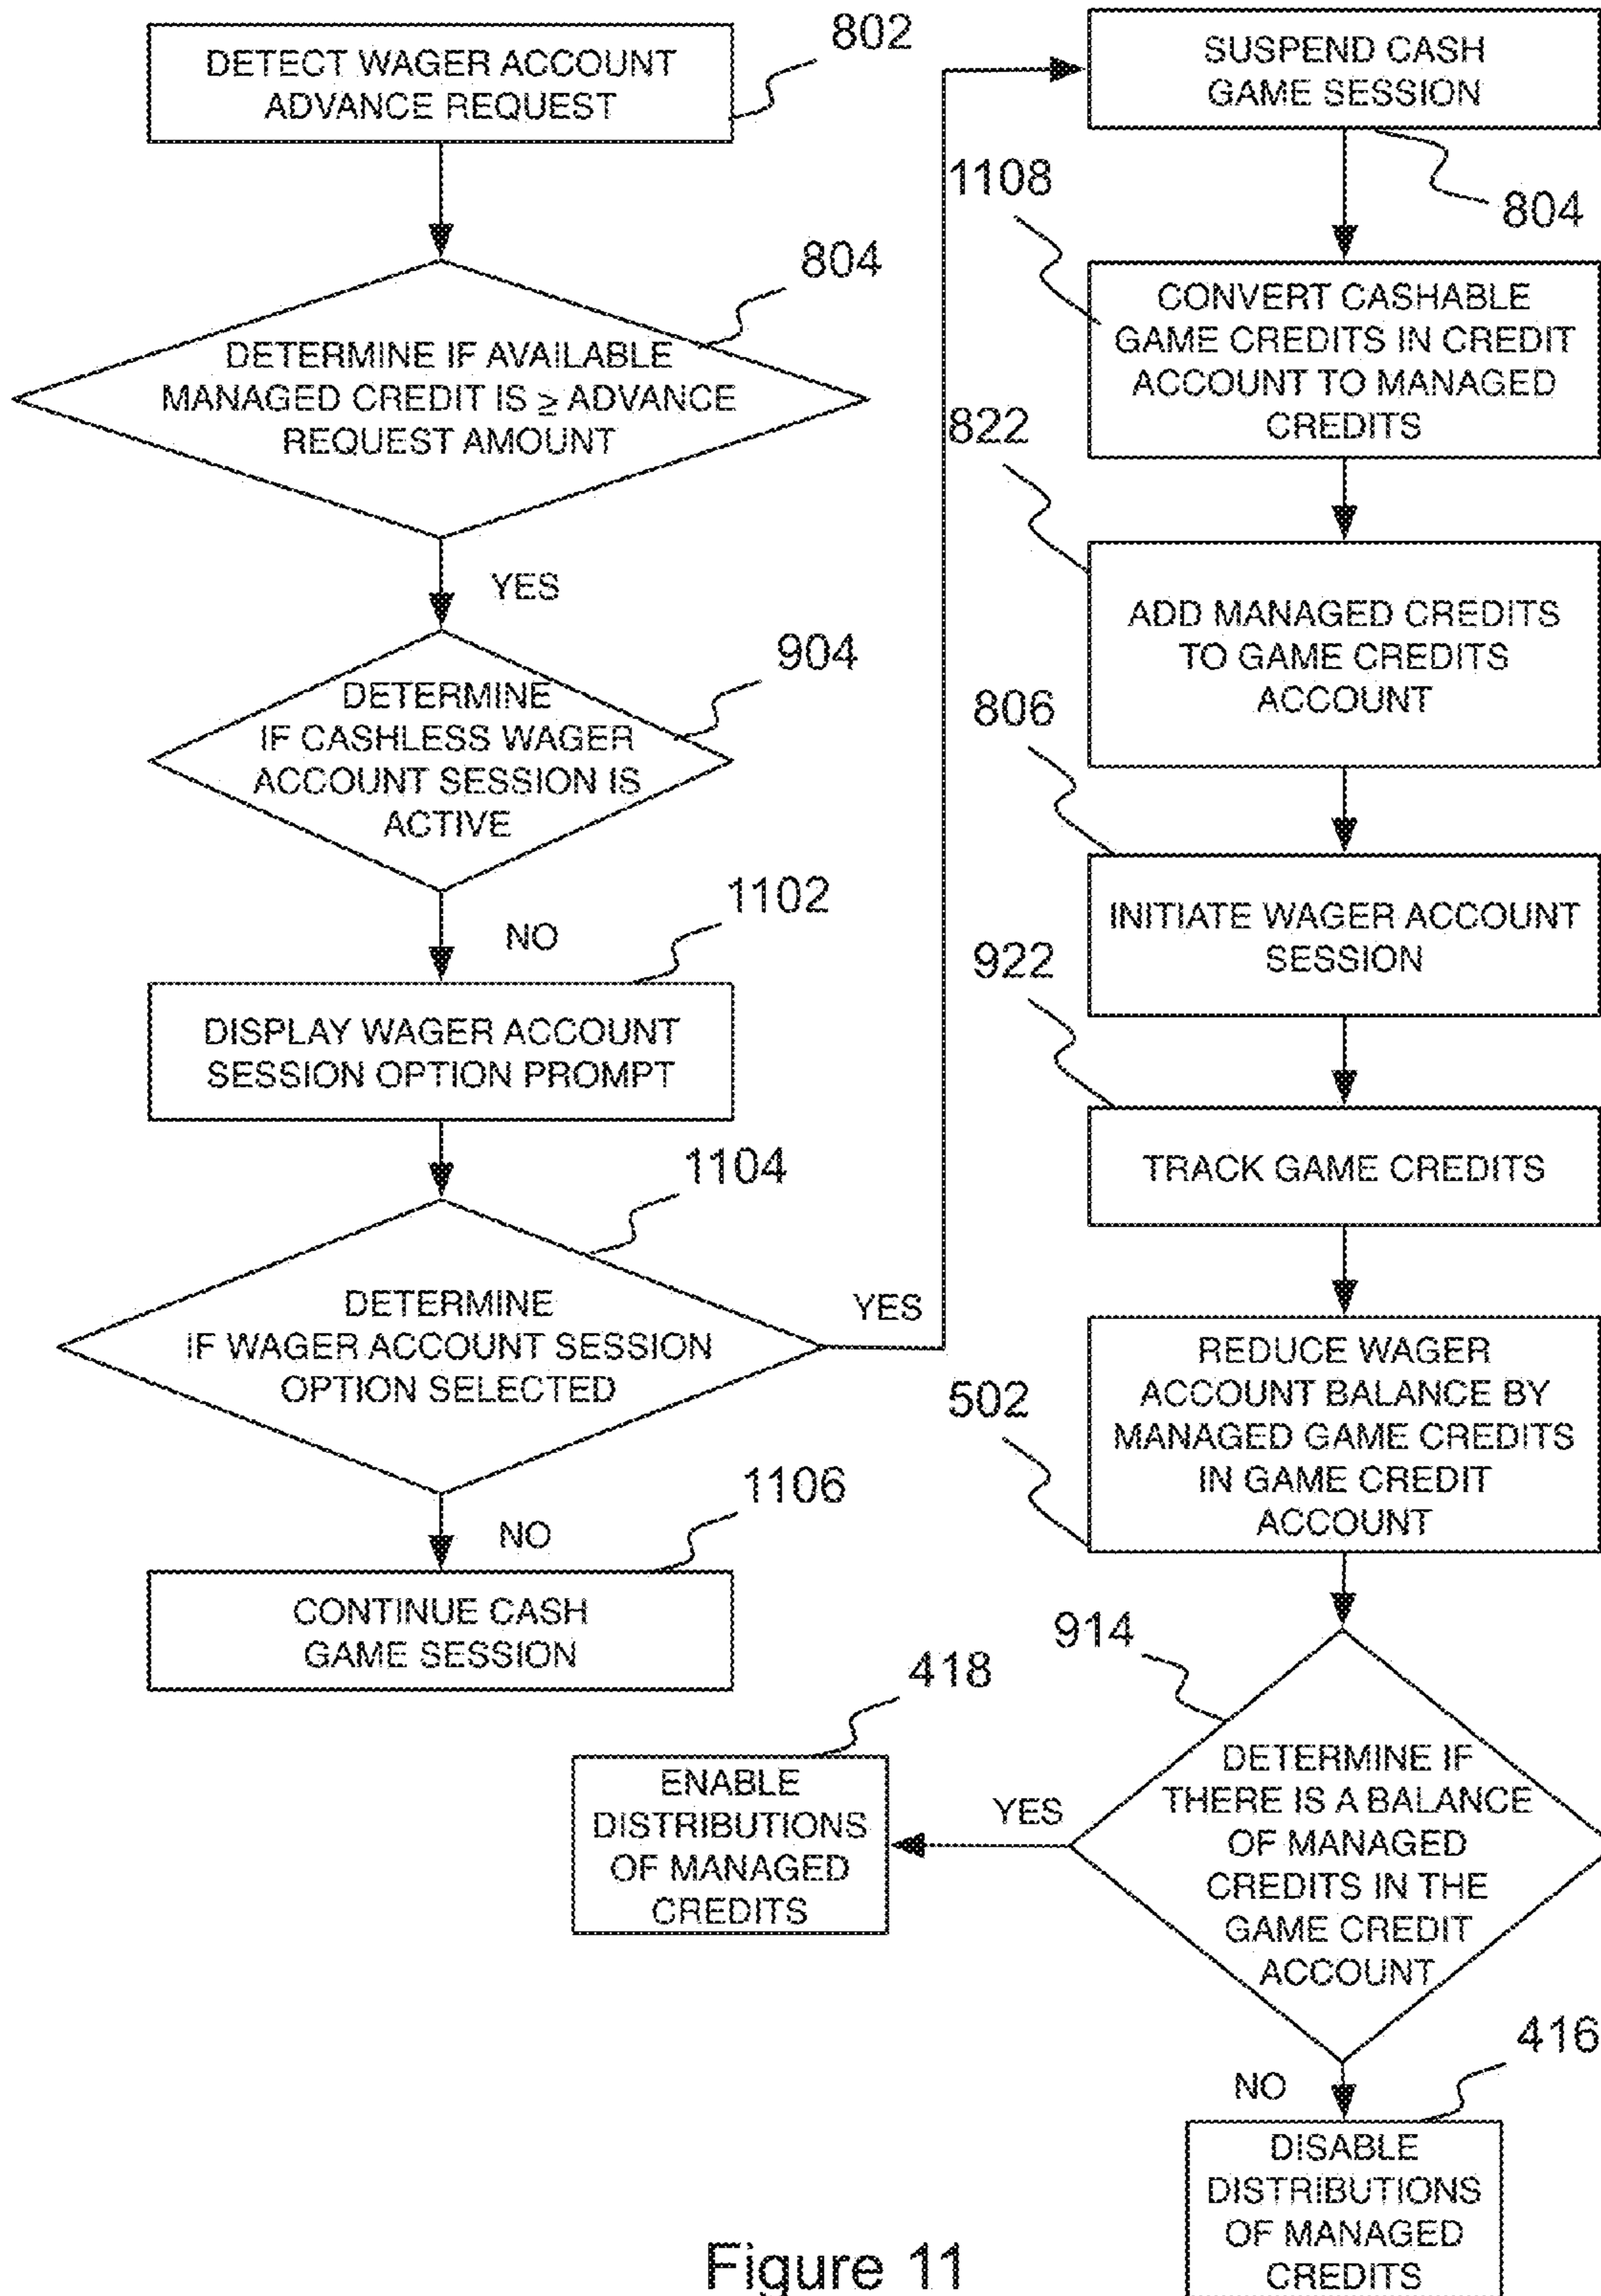 802
DETECT WAGER ACCOUNT
ADVANCE REQUEST
804
DETERMINE IF AVAILABLE
MANAGED CREDIT IS ≥ ADVANCE
REQUEST AMOUNT
YES
904
DETERMINE
IF CASHLESS WAGER
ACCOUNT SESSION IS
ACTIVE
NO
1102
DISPLAY WAGER ACCOUNT
SESSION OPTION PROMPT
1104
DETERMINE
IF WAGER ACCOUNT SESSION
OPTION SELECTED
YES
NO
1106
CONTINUE CASH
GAME SESSION
SUSPEND CASH
GAME SESSION
804
1108
CONVERT CASHABLE
GAME CREDITS IN CREDIT
ACCOUNT TO MANAGED
CREDITS
822
ADD MANAGED CREDITS
TO GAME CREDITS
ACCOUNT
806
INITIATE WAGER ACCOUNT
SESSION
922
TRACK GAME CREDITS
502
REDUCE WAGER
ACCOUNT BALANCE BY
MANAGED GAME CREDITS
IN GAME CREDIT
ACCOUNT
914
DETERMINE IF
THERE IS A BALANCE
OF MANAGED
CREDITS IN THE
GAME CREDIT
ACCOUNT
YES
418
ENABLE
DISTRIBUTIONS
OF MANAGED
CREDITS
NO
416
DISABLE
DISTRIBUTIONS
OF MANAGED
CREDITS
Figure 11